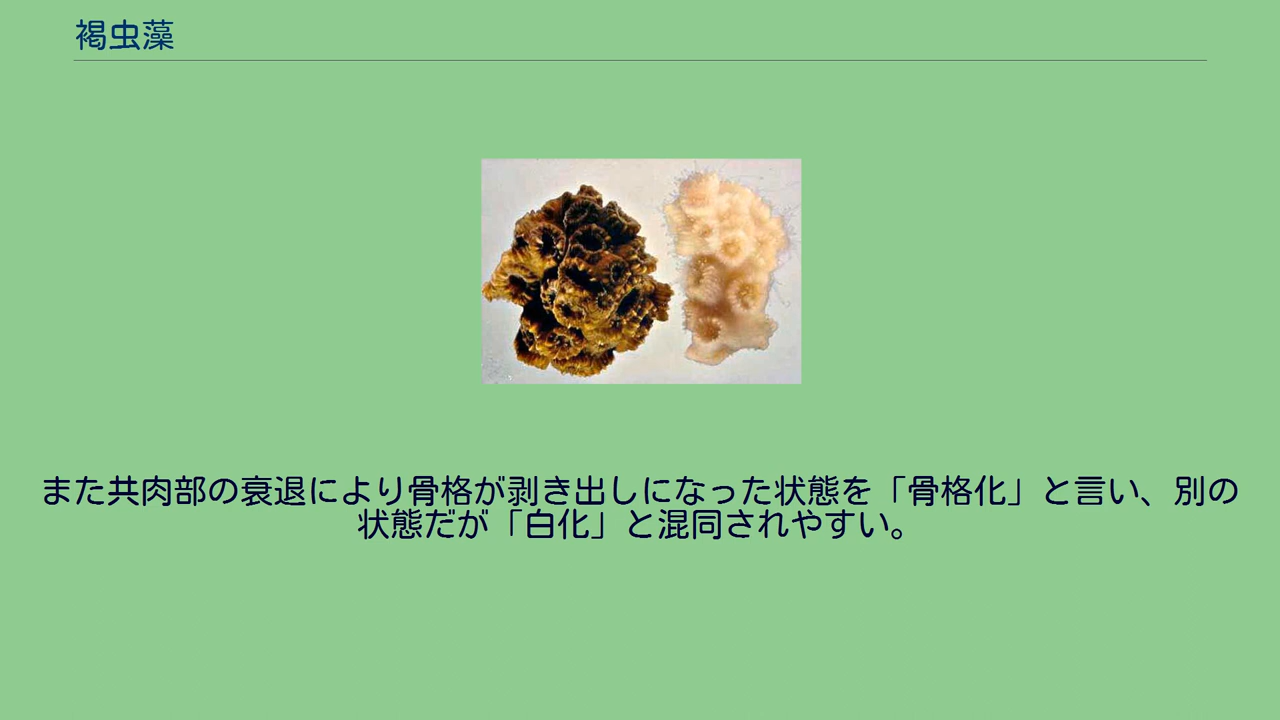 褐虫藻
また共肉部の衰退により骨格が剥き出しになった状態を「骨格化」と言い、別の
状態だが「白化」と混同されやすい。